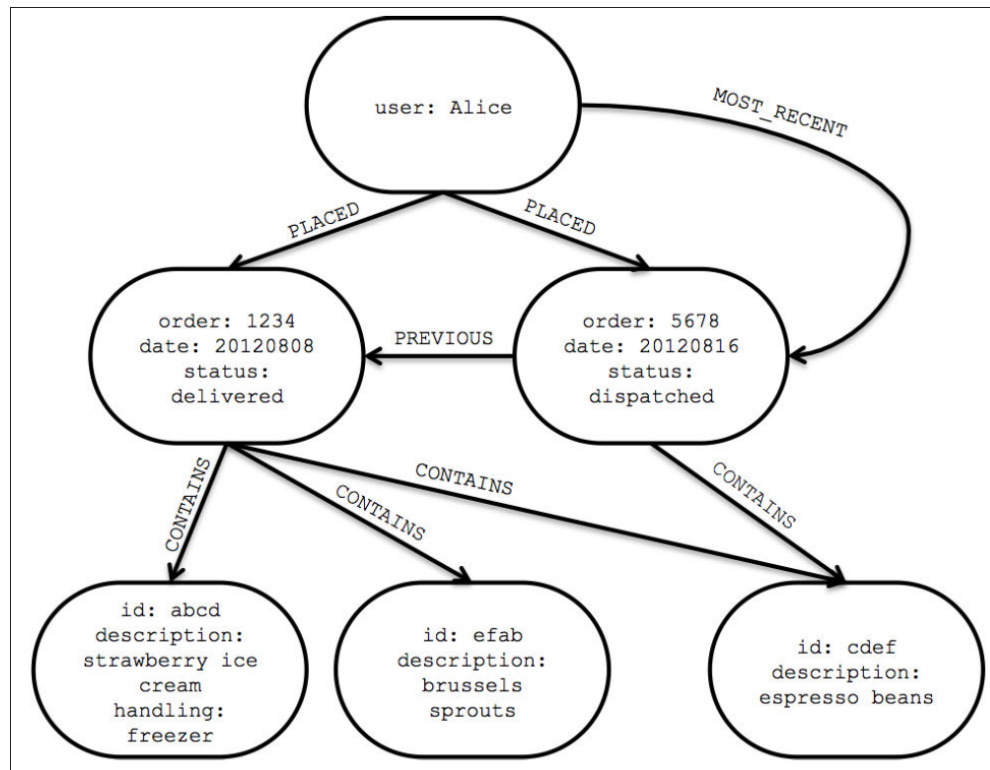 user: Alice
MOST_RECENT
PLACED
PLACED
order: 1234
date: 20120808
status:
delivered
PREVIOUS
order: 5678
date: 20120816
status:
dispatched
CONTAINS
CONTAINS
CONTAINS
CONTAINS
id: abcd
description:
strawberry ice
cream
handling:
freezer
id: efab
description:
brussels
sprouts
id: cdef
description:
espresso beans